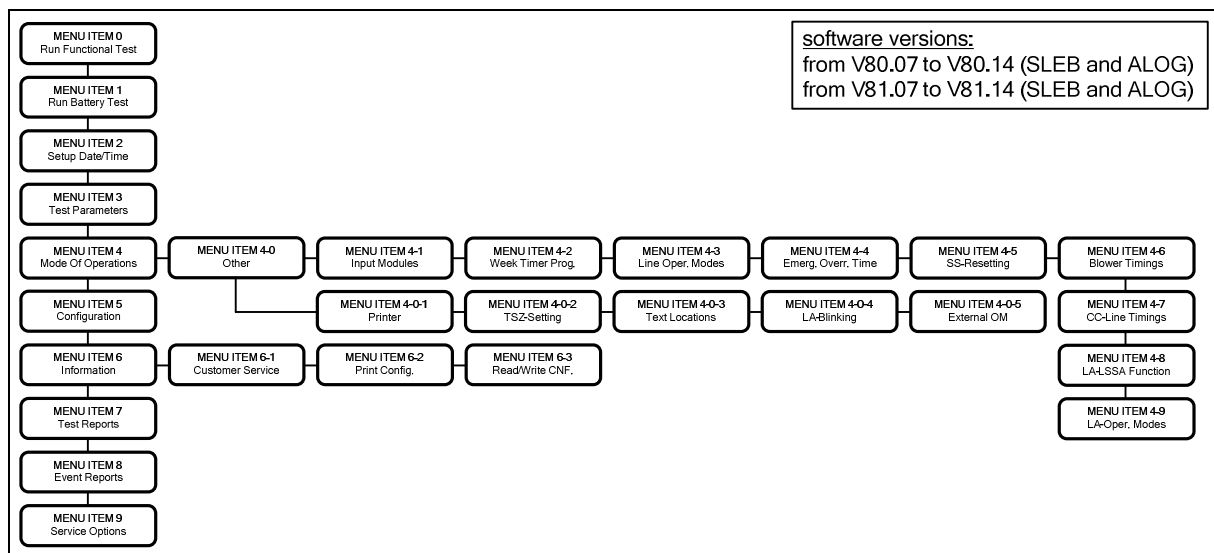 software versions:
from V80.07 to V80.14 (SLEB and ALOG)
from V81.07 to V81.14 (SLEB and ALOG)
MENU ITEM 0
Run Functional Test
MENU ITEM 1
Run Battery Test
MENU ITEM 2
Setup Date/Time
MENU ITEM 3
Test Parameters
MENU ITEM 4
Mode Of Operations
MENU ITEM 4-0
Other
MENU ITEM 4-1
Input Modules
MENU ITEM 4-2
Week Timer Prog.
MENU ITEM 4-3
Line Oper. Modes
MENU ITEM 4-4
Emerg. Overr. Time
MENU ITEM 4-5
SS-Resetting
MENU ITEM 4-6
Blower Timings
MENU ITEM 5
Configuration
MENU ITEM 4-0-1
Printer
MENU ITEM 4-0-2
TSZ-Setting
MENU ITEM 4-0-3
Text Locations
MENU ITEM 4-0-4
LA-Blinking
MENU ITEM 4-0-5
External OM
MENU ITEM 4-7
CC-Line Timings
MENU ITEM 6
Information
MENU ITEM 6-1
Customer Service
MENU ITEM 6-2
Print Config.
MENU ITEM 6-3
Read/Write CNF.
MENU ITEM 4-8
LA-LSSA Function
MENU ITEM 7
Test Reports
MENU ITEM 4-9
LA-Oper. Modes
MENU ITEM 8
Event Reports
MENU ITEM 9
Service Options